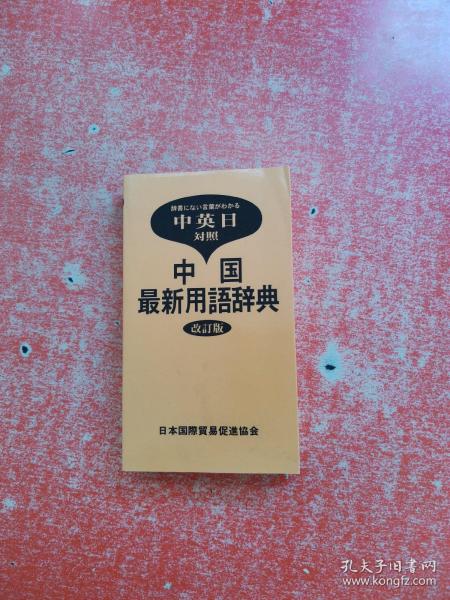 辞書にない言葉がわかる
中英日
対照
中国
最新用語辞典
改訂版
日本国際貿易促進協会
孔夫子旧书网
www.kongfz.com